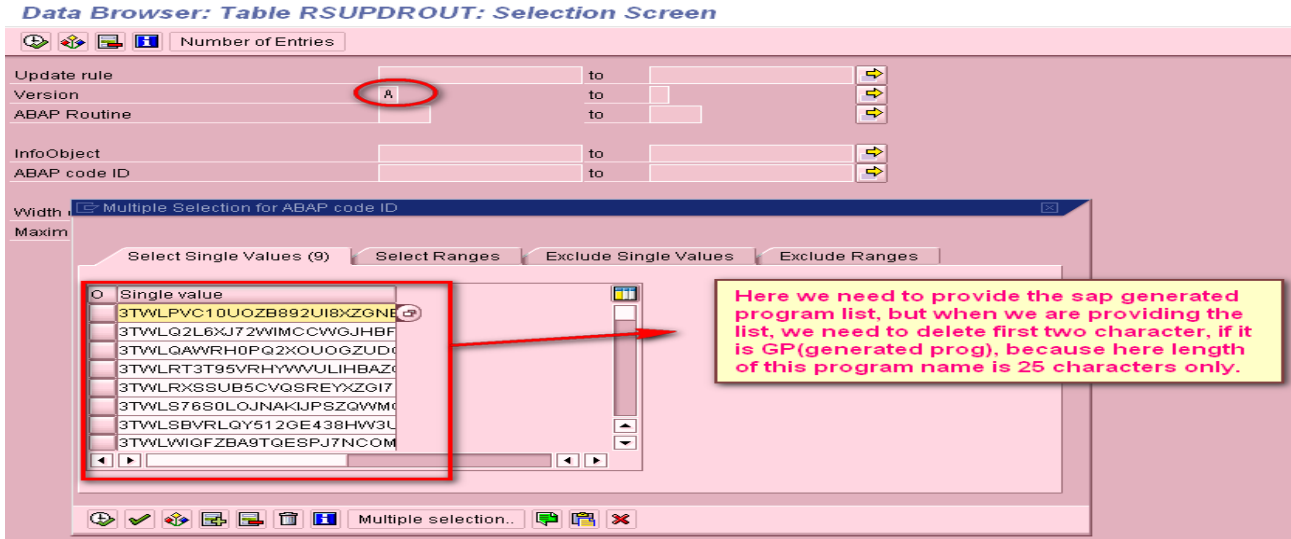 Data Browser: Table RSUPDROUT: Selection Screen
Number of Entries
Update rule to
Version A to
ABAP Routine to
InfoObject to
ABAP code ID to
Width
Multiple Selection for ABAP code ID
Maxim
Select Single Values (9) Select Ranges Exclude Single Values Exclude Ranges
O Single value
3TWLPVC10UOZB892UI8XZGNE
3TWLQ2L6XJ72WIMCCWGJHBF
3TWLQAWRH0PQ2XOUOGZUD
3TWLRT3T95VRHYWVULIHBAZ
3TWLRXSSUB5CVQSREYXZGI7
3TWLS76S0LOJNAKIJPSZQWM
3TWLSBVRLQY512GE438HW3U
3TWLWIQFZBA9TQESPJ7NCOM
Here we need to provide the sap generated
program list, but when we are providing the
list, we need to delete first two character, if it
is GP(generated prog), because here length
of this program name is 25 characters only.
Multiple selection..